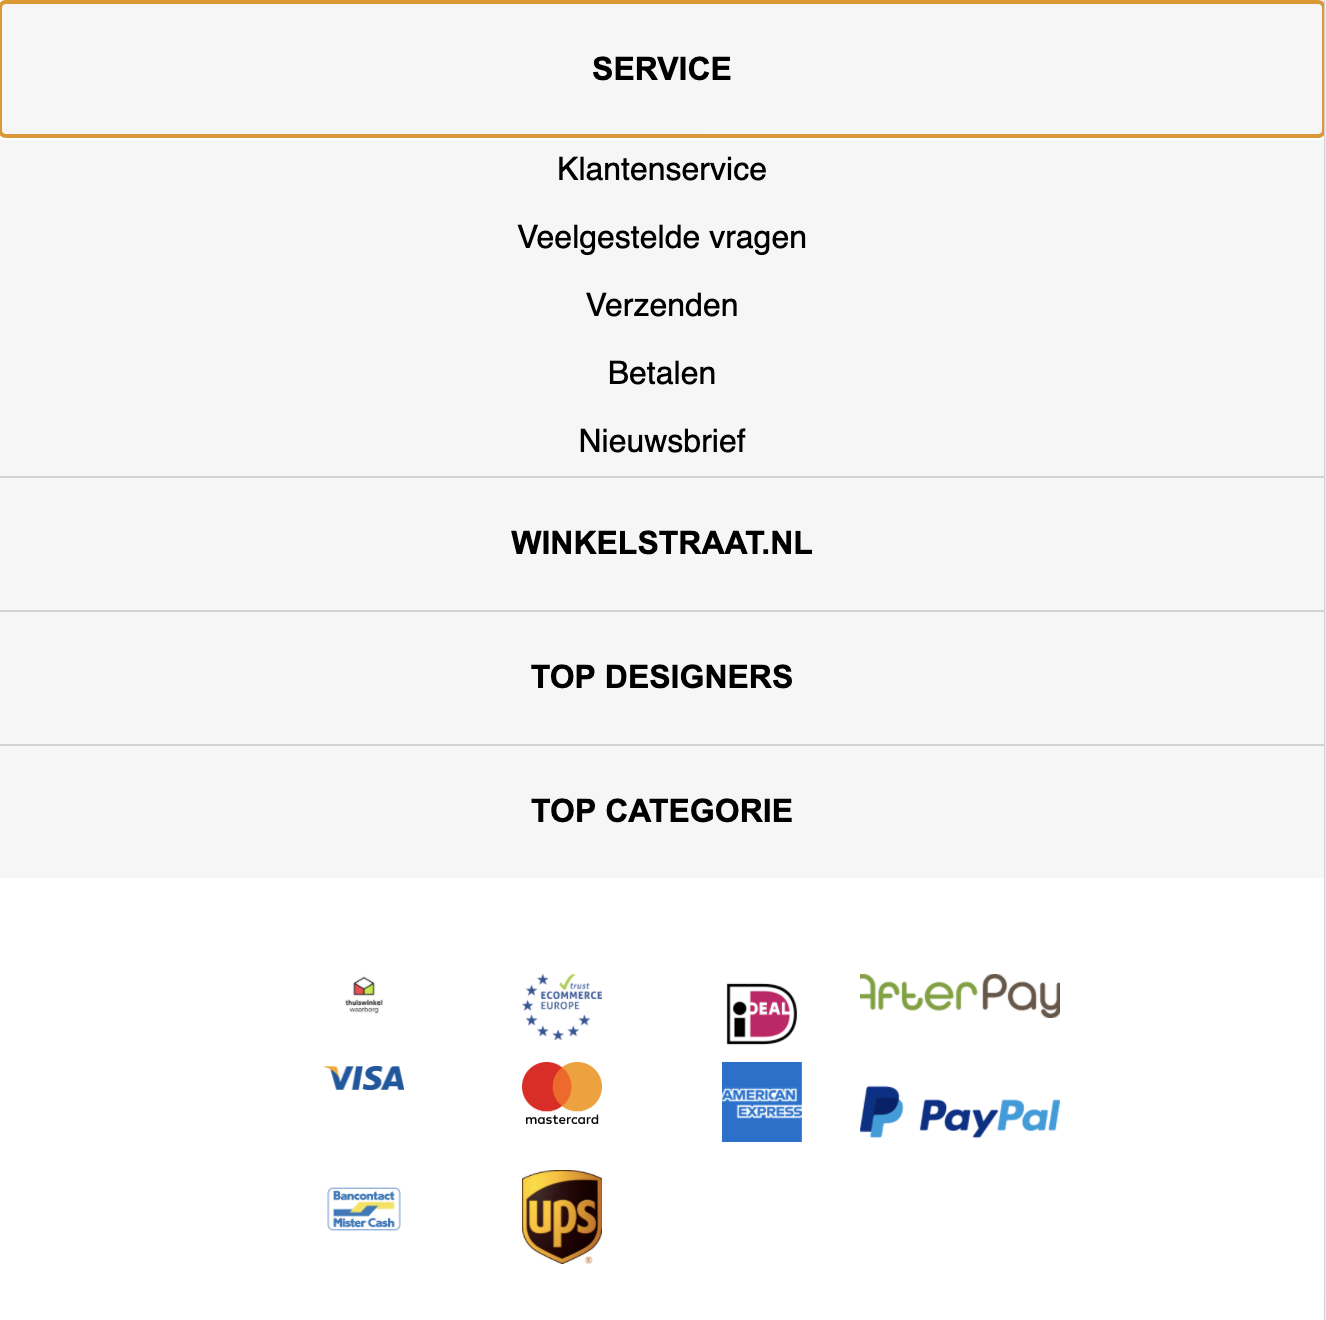 SERVICE
Klantenservice
Veelgestelde vragen
Verzenden
Betalen
Nieuwsbrief
WINKELSTRAAT.NL
TOP DESIGNERS
TOP CATEGORIE
thuiswinkel
waarborg
trust
ECOMMERCE
EUROPE
iDEAL
AfterPay
VISA
mastercard
AMERICAN
EXPRESS
PayPal
Bancontact
Mister Cash
ups
®